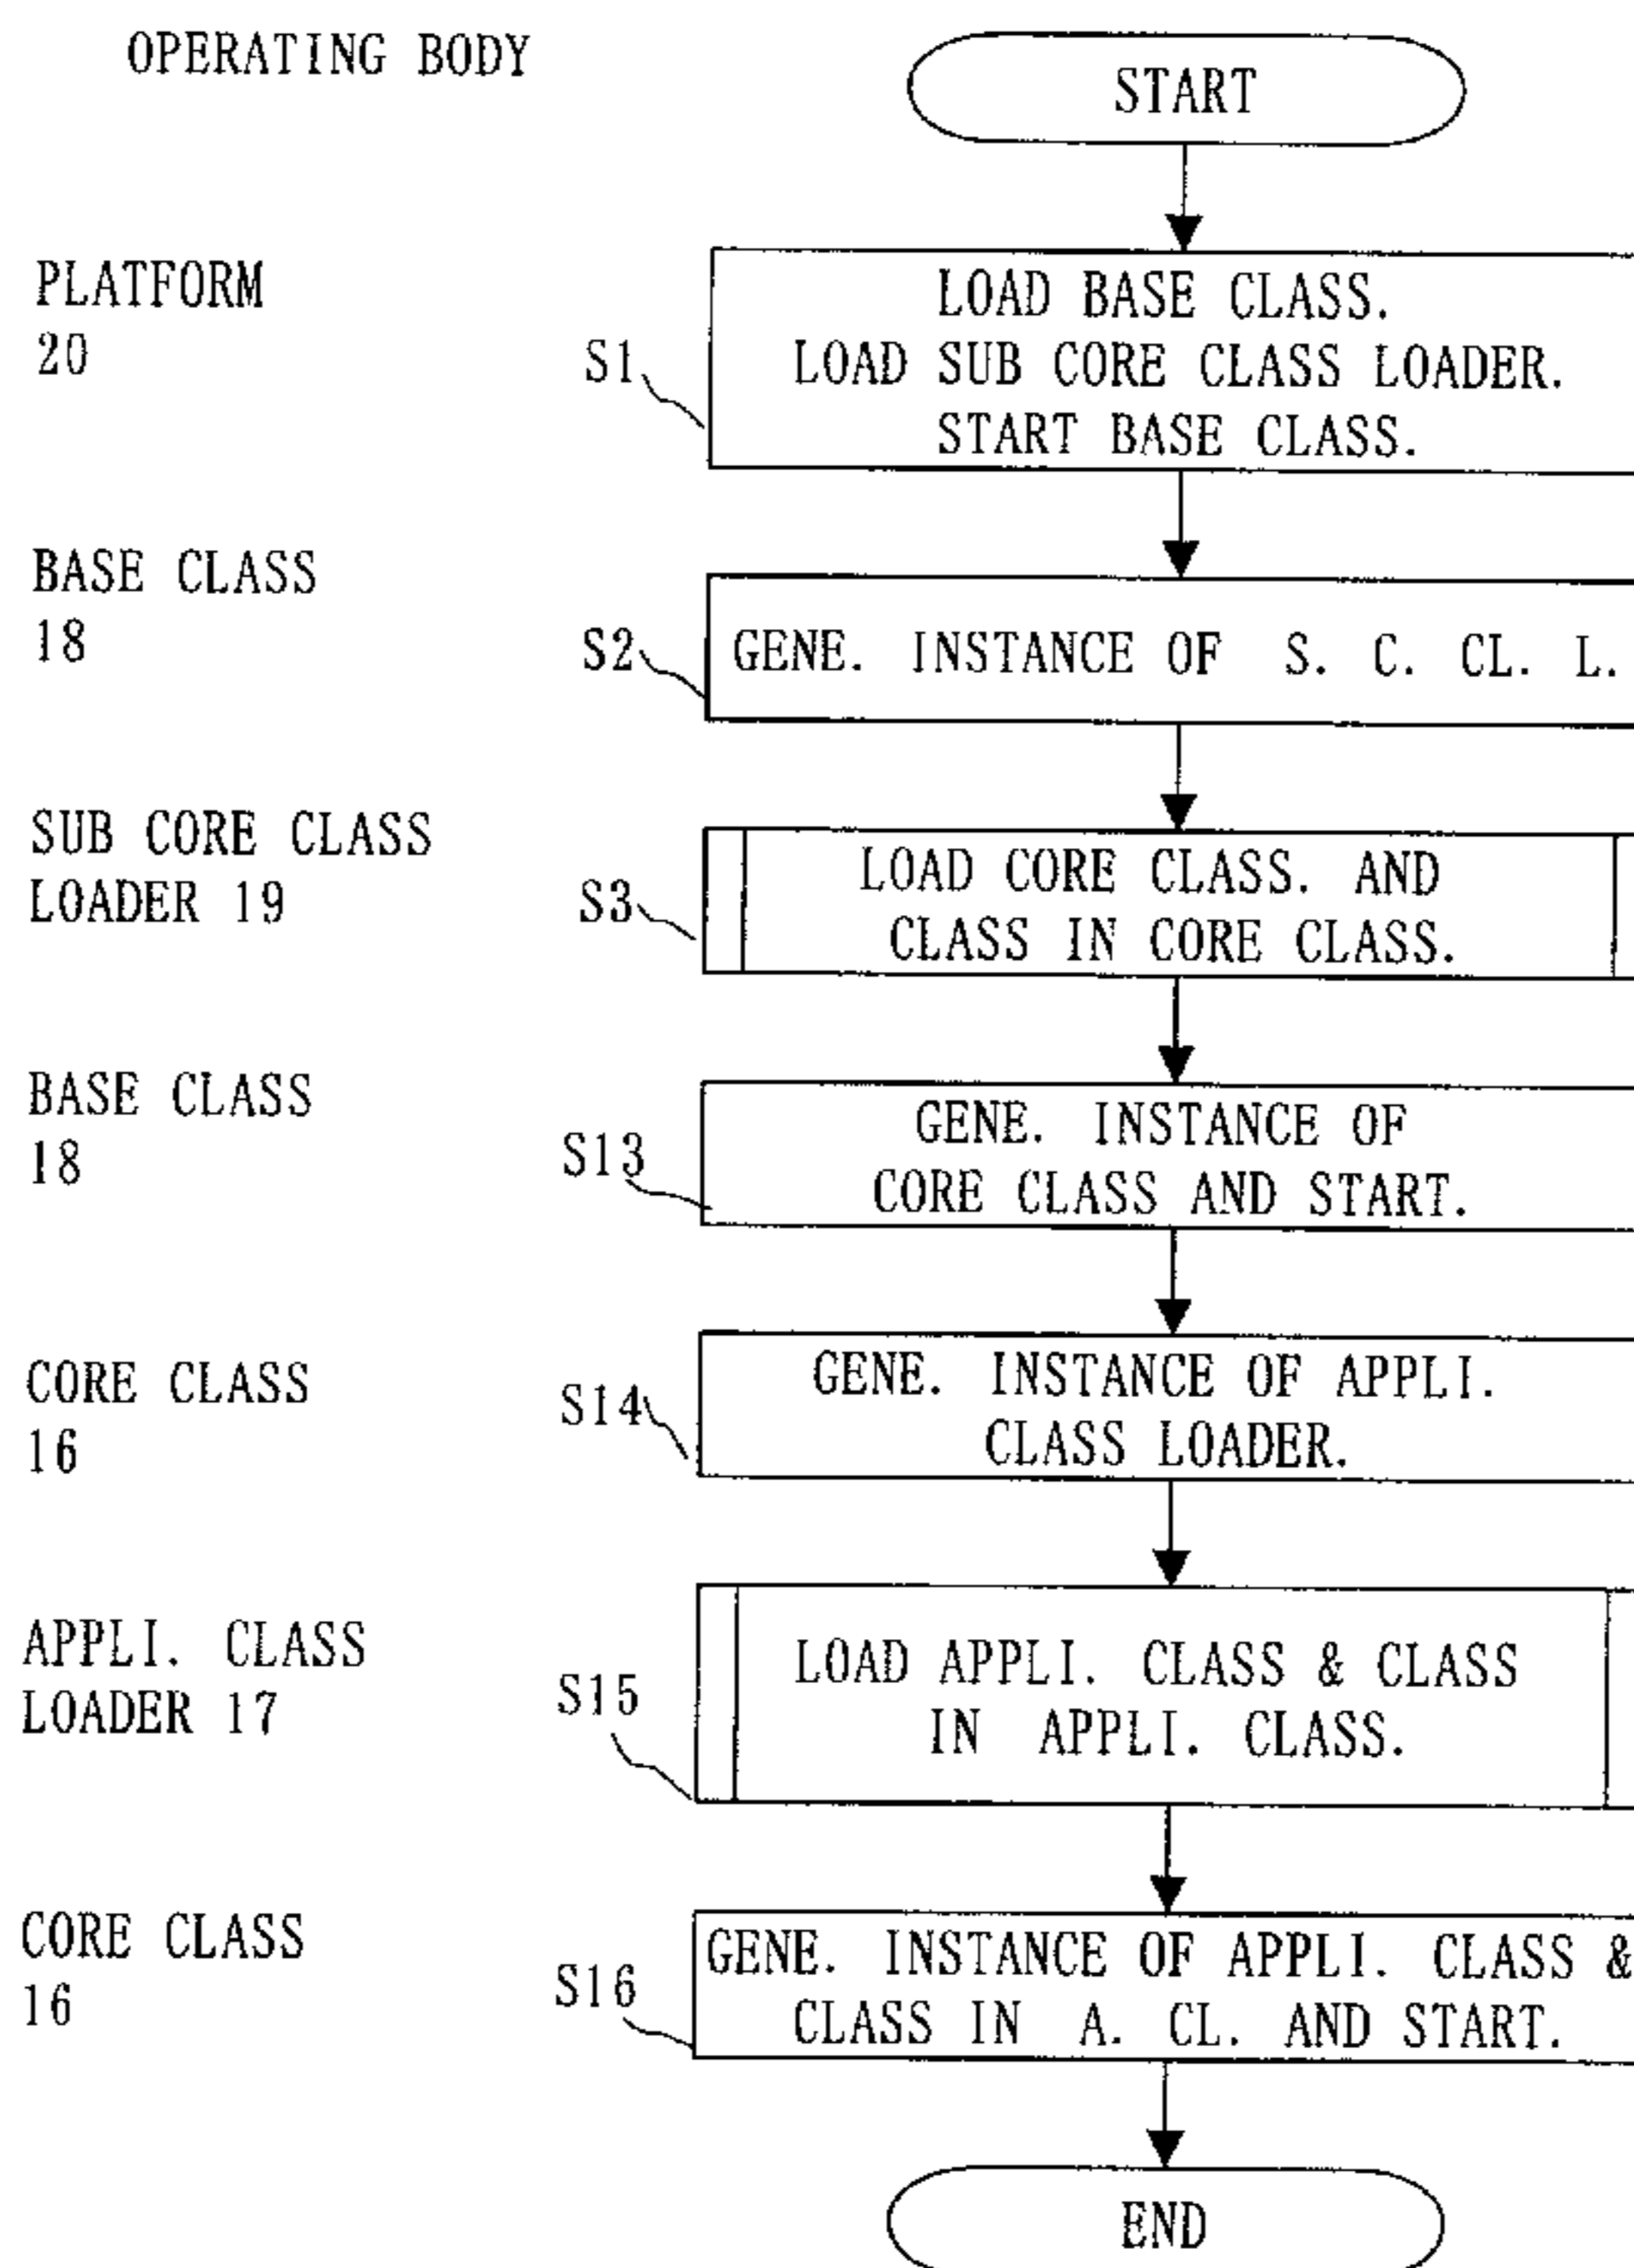 OPERATING BODY
START
PLATFORM
20
S1
LOAD BASE CLASS.
LOAD SUB CORE CLASS LOADER.
START BASE CLASS.
BASE CLASS
18
S2
GENE. INSTANCE OF S. C. CL. L.
SUB CORE CLASS
LOADER 19
S3
LOAD CORE CLASS. AND
CLASS IN CORE CLASS.
BASE CLASS
18
S13
GENE. INSTANCE OF
CORE CLASS AND START.
CORE CLASS
16
S14
GENE. INSTANCE OF APPLI.
CLASS LOADER.
APPLI. CLASS
LOADER 17
S15
LOAD APPLI. CLASS & CLASS
IN APPLI. CLASS.
CORE CLASS
16
S16
GENE. INSTANCE OF APPLI. CLASS &
CLASS IN A. CL. AND START.
END